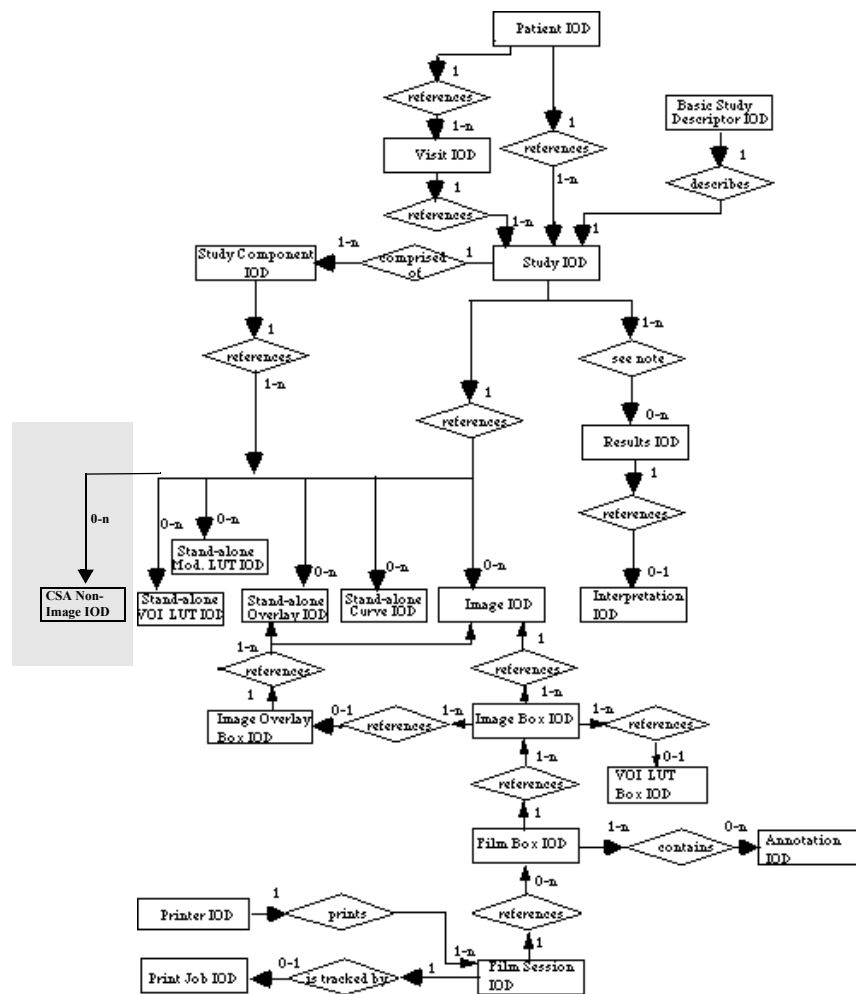 Patient IOD
1
references
1-n
Visit IOD
1
references
1-n
1
references
1-n
Basic Study
Descriptor IOD
1
describes
1
Study Component
IOD
1-n
comprised
of
1
Study IOD
1
references
1-n
1
references
1-n
see note
0-n
Results IOD
1
references
0-1
Interpretation
IOD
0-n
CSA Non-
Image IOD
0-n
Stand-alone
VOI LUT IOD
0-n
Stand-alone
Mod. LUT IOD
0-n
Stand-alone
Overlay IOD
0-n
Stand-alone
Curve IOD
0-n
Image IOD
1-n
references
1
Image Overlay
Box IOD
1
references
1-n
0-1
references
1-n
Image Box IOD
1-n
references
0-1
VOI LUT
Box IOD
1-n
references
1
Film Box IOD
1-n
contains
0-n
Annotation
IOD
0-n
references
1
Printer IOD
1
prints
1-n
Film Session
IOD
Print Job IOD
0-1
is tracked by
1